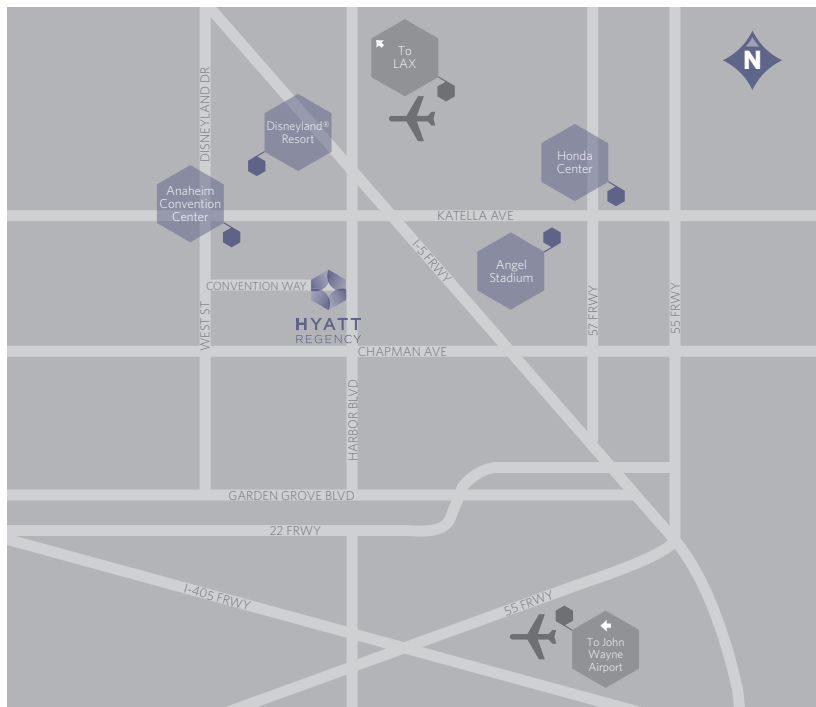 To
LAX
N
DISNEYLAND DR
Disneyland®
Resort
Honda
Center
Anaheim
Convention
Center
KATELLA AVE
I-5 FRWY
Angel
Stadium
CONVENTION WAY
WEST ST
57 FRWY
55 FRWY
HYATT
REGENCY
CHAPMAN AVE
HARBOR BLVD
GARDEN GROVE BLVD
22 FRWY
I-405 FRWY
55 FRWY
To John
Wayne
Airport